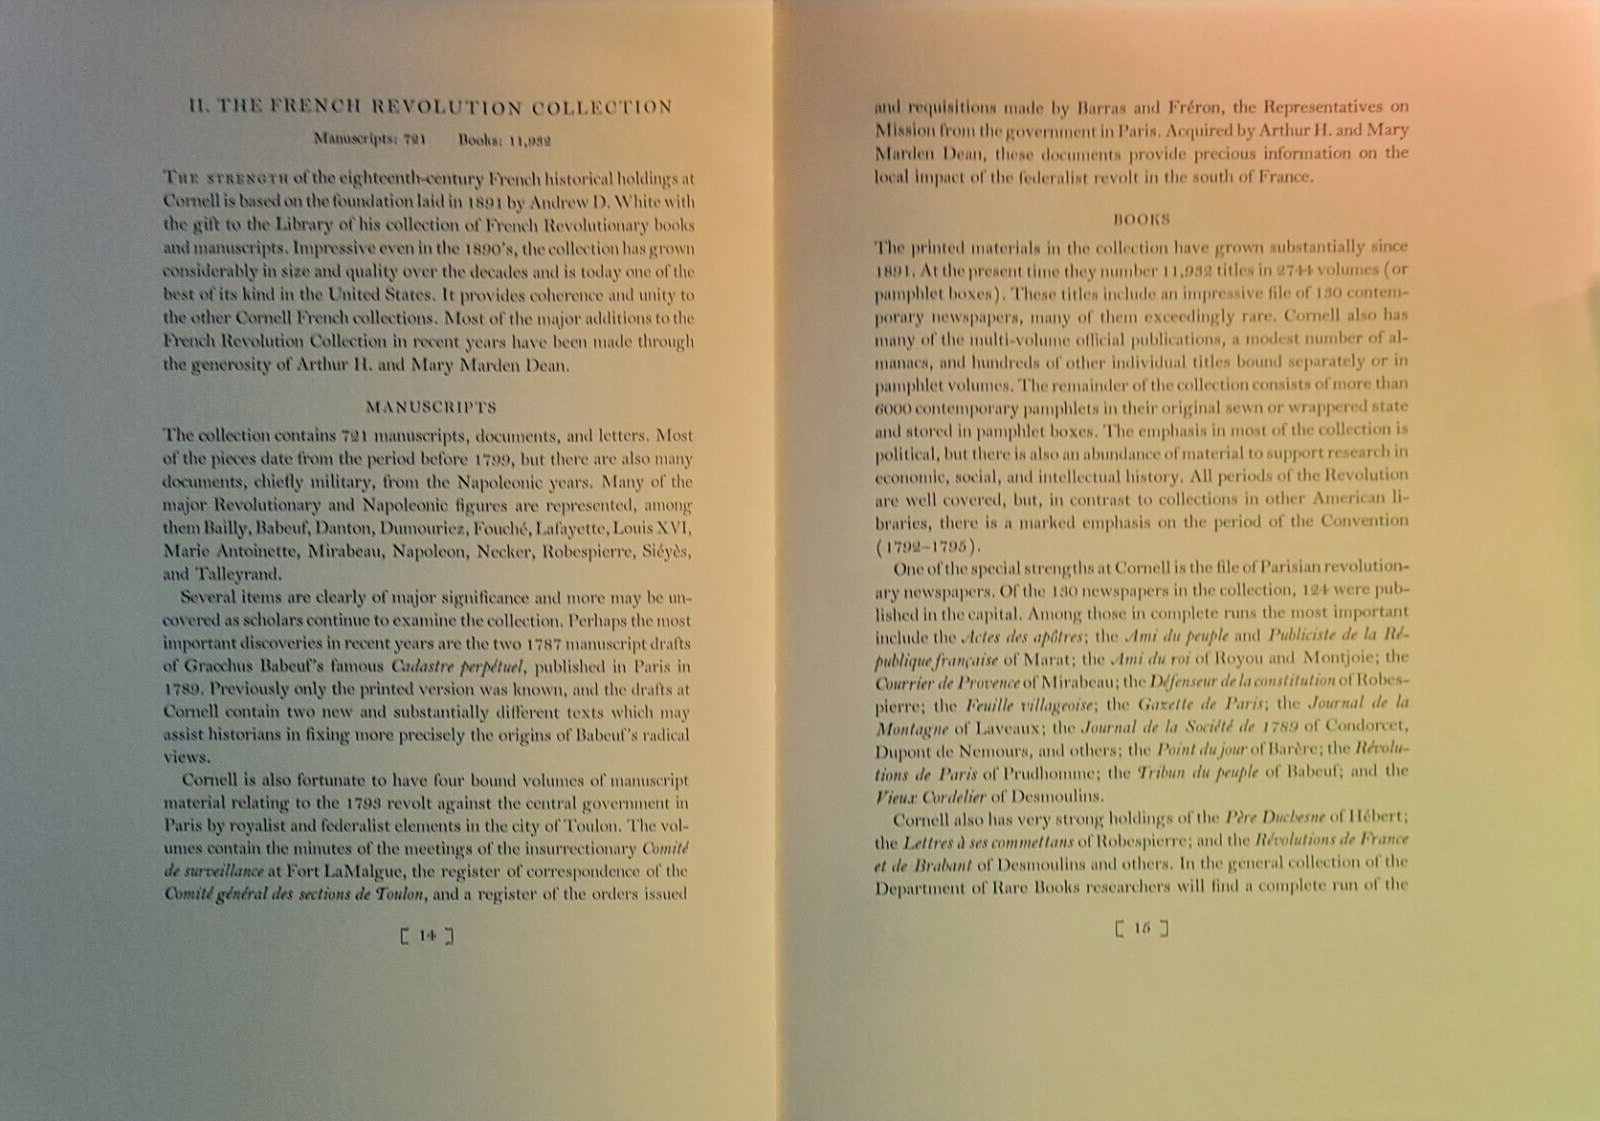 II. THE FRENCH REVOLUTION COLLECTION
Manuscripts: 721 Books: 11,932
THE STRENGTH of the eighteenth-century French historical holdings at
Cornell is based on the foundation laid in 1891 by Andrew D. White with
the gift to the Library of his collection of French Revolutionary books
and manuscripts. Impressive even in the 1890's, the collection has grown
considerably in size and quality over the decades and is today one of the
best of its kind in the United States. It provides coherence and unity to
the other Cornell French collections. Most of the major additions to the
French Revolution Collection in recent years have been made through
the generosity of Arthur H. and Mary Marden Dean.
MANUSCRIPTS
The collection contains 721 manuscripts, documents, and letters. Most
of the pieces date from the period before 1799, but there are also many
documents, chiefly military, from the Napoleonic years. Many of the
major Revolutionary and Napoleonic figures are represented, among
them Bailly, Babeuf, Danton, Dumouriez, Fouché, Lafayette, Louis XVI,
Marie Antoinette, Mirabeau, Napoleon, Necker, Robespierre, Siéyès,
and Talleyrand.
Several items are clearly of major significance and more may be un-
covered as scholars continue to examine the collection. Perhaps the most
important discoveries in recent years are the two 1787 manuscript drafts
of Gracchus Babeuf's famous Cadastre perpétuel, published in Paris in
1789. Previously only the printed version was known, and the drafts at
Cornell contain two new and substantially different texts which may
assist historians in fixing more precisely the origins of Babeuf's radical
views.
Cornell is also fortunate to have four bound volumes of manuscript
material relating to the 1793 revolt against the central government in
Paris by royalist and federalist elements in the city of Toulon. The vol-
umes contain the minutes of the meetings of the insurrectionary Comité
de surveillance at Fort LaMalgue, the register of correspondence of the
Comité général des sections de Toulon, and a register of the orders issued
[ 14 ]
and requisitions made by Barras and Fréron, the Representatives on
Mission from the government in Paris. Acquired by Arthur H. and Mary
Marden Dean, these documents provide precious information on the
local impact of the federalist revolt in the south of France.
BOOKS
The printed materials in the collection have grown substantially since
1891. At the present time they number 11,932 titles in 2744 volumes (or
pamphlet boxes). These titles include an impressive file of 130 contem-
porary newspapers, many of them exceedingly rare. Cornell also has
many of the multi-volume official publications, a modest number of al-
manacs, and hundreds of other individual titles bound separately or in
pamphlet volumes. The remainder of the collection consists of more than
6000 contemporary pamphlets in their original sewn or wrappered state
and stored in pamphlet boxes. The emphasis in most of the collection is
political, but there is also an abundance of material to support research in
economic, social, and intellectual history. All periods of the Revolution
are well covered, but, in contrast to collections in other American li-
braries, there is a marked emphasis on the period of the Convention
(1792–1795).
One of the special strengths at Cornell is the file of Parisian revolution-
ary newspapers. Of the 130 newspapers in the collection, 124 were pub-
lished in the capital. Among those in complete runs the most important
include the Actes des apôtres; the Ami du peuple and Publiciste de la Ré-
publique française of Marat; the Ami du roi of Royou and Montjoie; the
Courrier de Provence of Mirabeau; the Défenseur de la constitution of Robes-
pierre; the Feuille villageoise; the Gazette de Paris; the Journal de la
Montagne of Laveaux; the Journal de la Société de 1789 of Condorcet,
Dupont de Nemours, and others; the Point du jour of Barère; the Révolu-
tions de Paris of Prudhomme; the Tribun du peuple of Babeuf; and the
Vieux Cordelier of Desmoulins.
Cornell also has very strong holdings of the Père Duchesne of Hébert;
the Lettres à ses commettans of Robespierre; and the Révolutions de France
et de Brabant of Desmoulins and others. In the general collection of the
Department of Rare Books researchers will find a complete run of the
[ 15 ]